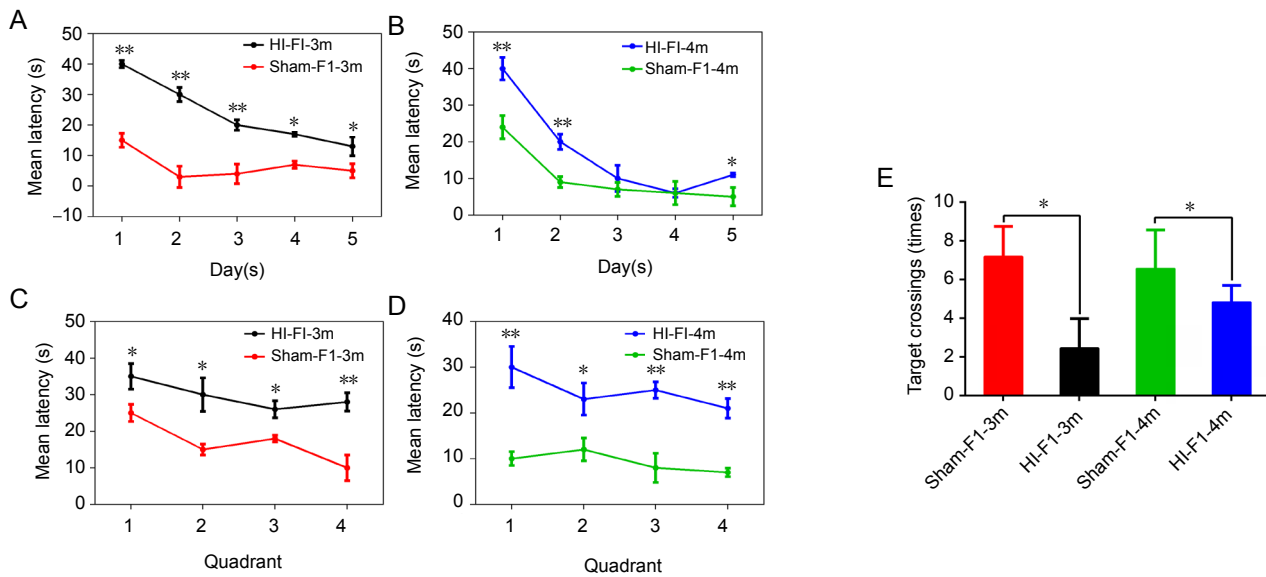 A
Mean latency (s)
50
40
30
20
10
0
–10
HI-FI-3m
Sham-F1-3m
** ** ** * *
1 2 3 4 5
Day(s)
B
Mean latency (s)
50
40
30
20
10
0
HI-FI-4m
Sham-F1-4m
** ** *
1 2 3 4 5
Day(s)
C
Mean latency (s)
50
40
30
20
10
0
HI-FI-3m
Sham-F1-3m
* * * **
1 2 3 4
Quadrant
D
Mean latency (s)
40
30
20
10
0
HI-FI-4m
Sham-F1-4m
** * ** **
1 2 3 4
Quadrant
E
Target crossings (times)
10
8
6
4
2
0
* *
Sham-F1-3m
HI-F1-3m
Sham-F1-4m
HI-F1-4m